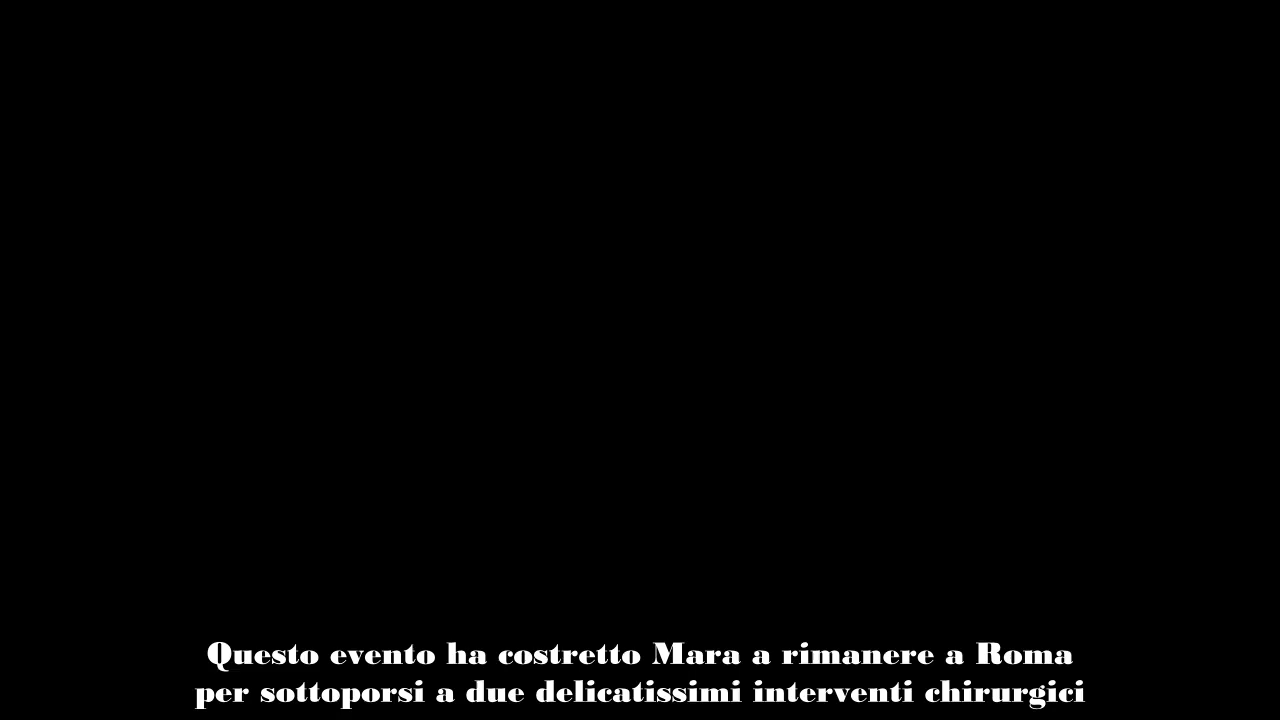 Questo evento ha costretto Mara a rimanere a Roma
per sottoporsi a due delicatissimi interventi chirurgici